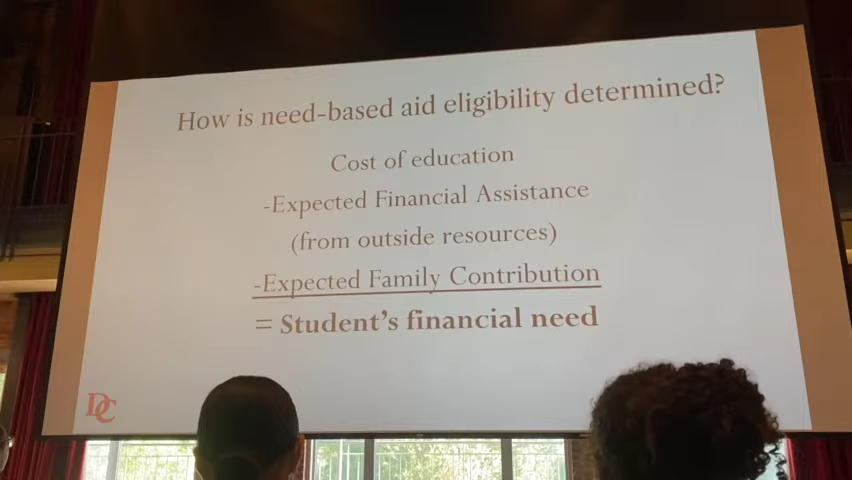 How is need-based aid eligibility determined?
Cost of education
-Expected Financial Assistance
(from outside resources)
-Expected Family Contribution
= Student's financial need
DC